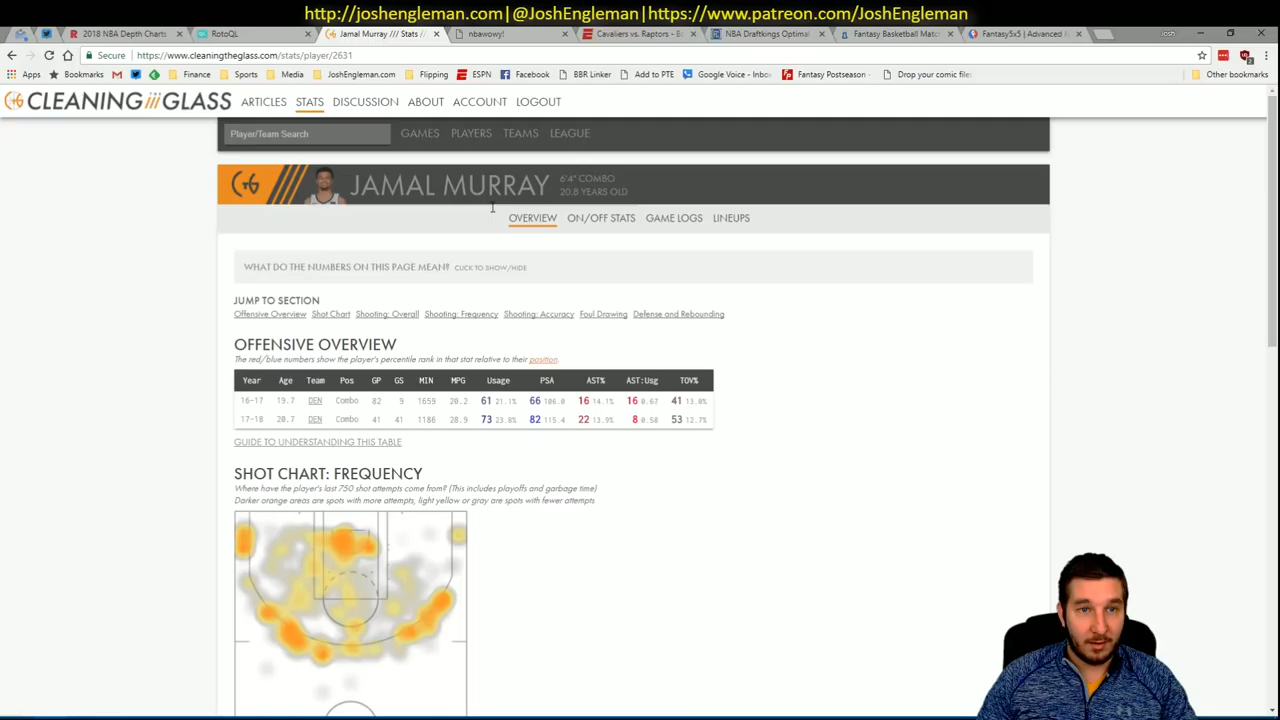 http://joshengleman.com|@JoshEngleman|https://www.patreon.com/JoshEngleman
2018 NBA Depth Charts
RotoQL
Jamal Murray /// Stats //
nbawowy!
Cavaliers vs. Raptors - Bo
NBA Draftkings Optimal
Fantasy Basketball Match
Fantasy5x5 | Advanced
Josh
Secure
https://www.cleaningtheglass.com/stats/player/2631
Apps
Bookmarks
Finance
Sports
Media
JoshEngleman.com
Flipping
ESPN
Facebook
BBR Linker
Add to PTE
Google Voice - Inbo
Fantasy Postseason -
Drop your comic files
Other bookmarks
CLEANING GLASS
ARTICLES STATS DISCUSSION ABOUT ACCOUNT LOGOUT
Player/Team Search GAMES PLAYERS TEAMS LEAGUE
CTG JAMAL MURRAY
6'4" COMBO
20.8 YEARS OLD
OVERVIEW ON/OFF STATS GAME LOGS LINEUPS
WHAT DO THE NUMBERS ON THIS PAGE MEAN? CLICK TO SHOW/HIDE
JUMP TO SECTION
Offensive Overview Shot Chart Shooting: Overall Shooting: Frequency Shooting: Accuracy Foul Drawing Defense and Rebounding
OFFENSIVE OVERVIEW
The red/blue numbers show the player's percentile rank in that stat relative to their position.
Year Age Team Pos GP GS MIN MPG Usage PSA AST% AST:Usg TOV%
16-17 19.7 DEN Combo 82 9 1659 20.2 61 21.1% 66 106.0 16 14.1% 16 0.67 41 13.0%
17-18 20.7 DEN Combo 41 41 1186 28.9 73 23.8% 82 115.4 22 13.9% 8 0.58 53 12.7%
GUIDE TO UNDERSTANDING THIS TABLE
SHOT CHART: FREQUENCY
Where have the player's last 750 shot attempts come from? (This includes playoffs and garbage time)
Darker orange areas are spots with more attempts, light yellow or gray are spots with fewer attempts